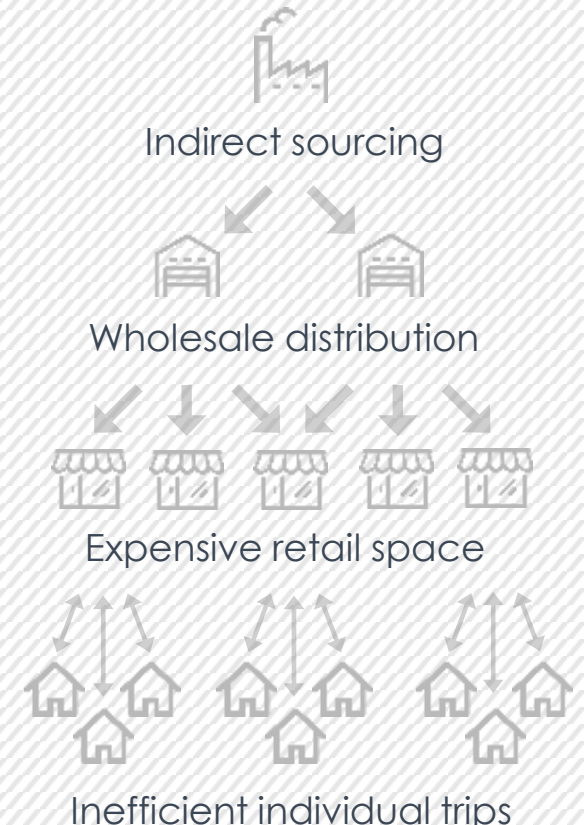 Indirect sourcing
Wholesale distribution
Expensive retail space
Inefficient individual trips